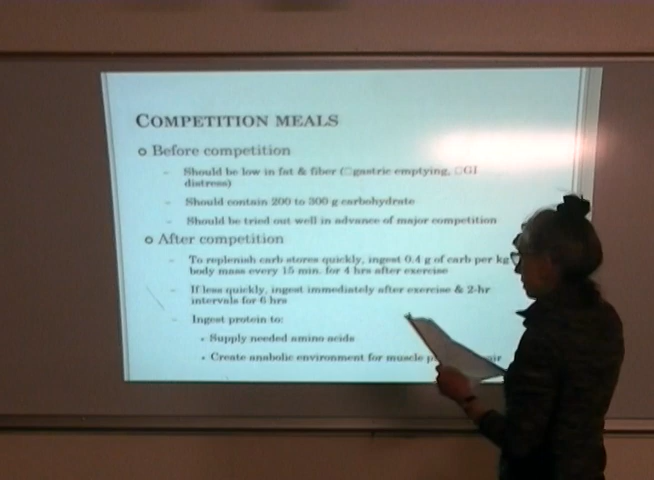 COMPETITION MEALS
Before competition
– Should be low in fat & fiber (□gastric emptying, □GI
distress)
– Should contain 200 to 300 g carbohydrate
– Should be tried out well in advance of major competition
After competition
– To replenish carb stores quickly, ingest 0.4 g of carb per kg
body mass every 15 min. for 4 hrs after exercise
– If less quickly, ingest immediately after exercise & 2-hr
intervals for 6 hrs
– Ingest protein to:
• Supply needed amino acids
• Create anabolic environment for muscle